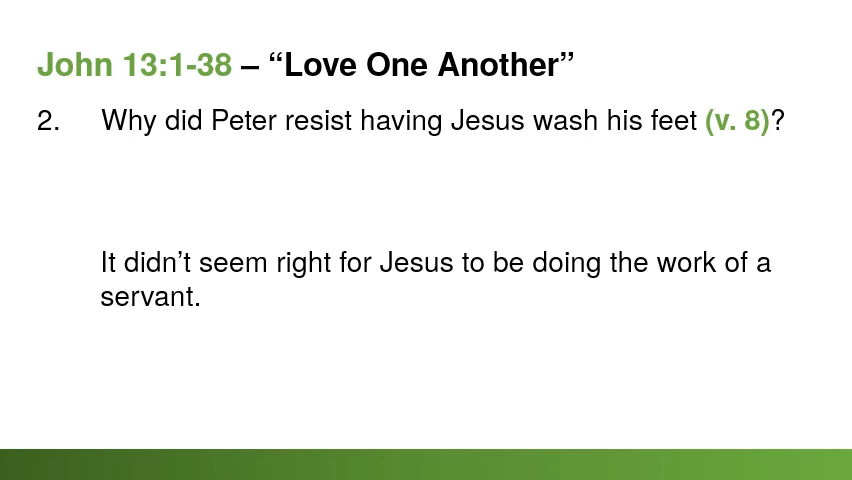 John 13:1-38 – “Love One Another”
2. Why did Peter resist having Jesus wash his feet (v. 8)?
It didn’t seem right for Jesus to be doing the work of a
servant.